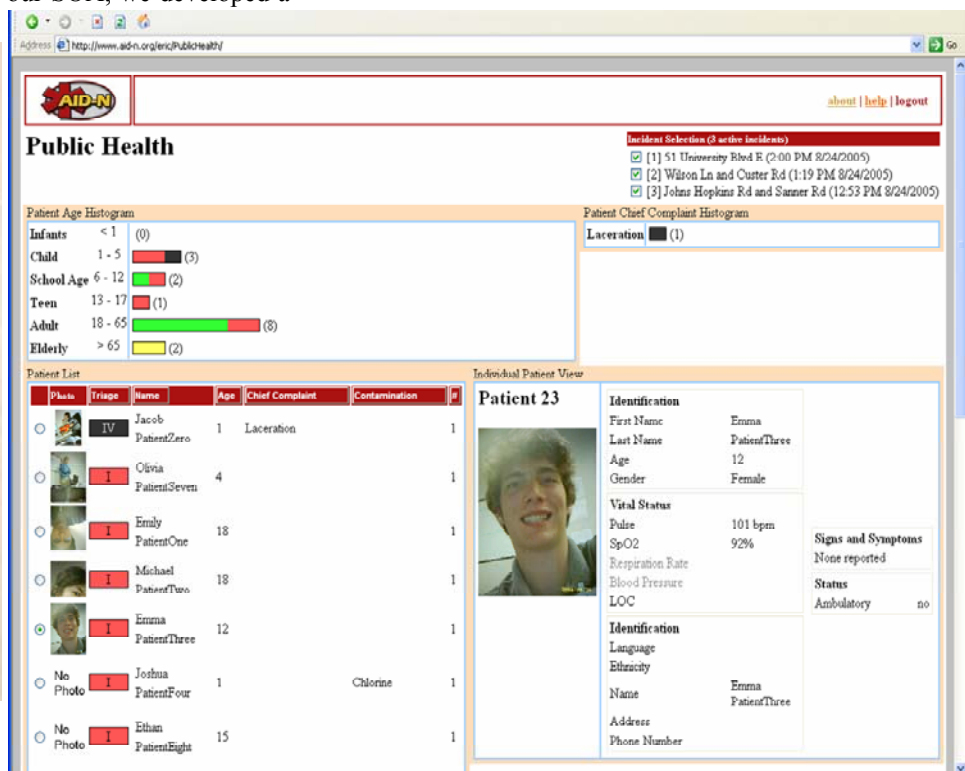 our SOA, we developed a
Address http://www.aid-n.org/eric/PublicHealth/ Go
AID-N
about | help | logout
Public Health
Incident Selection (3 active incidents)
[1] 51 University Blvd E (2:00 PM 8/24/2005)
[2] Wilson Ln and Custer Rd (1:19 PM 8/24/2005)
[3] Johns Hopkins Rd and Sanner Rd (12:53 PM 8/24/2005)
Patient Age Histogram
Infants < 1 (0)
Child 1 - 5 (3)
School Age 6 - 12 (2)
Teen 13 - 17 (1)
Adult 18 - 65 (8)
Elderly > 65 (2)
Patient Chief Complaint Histogram
Laceration (1)
Patient List
Photo Triage Name Age Chief Complaint Contamination #
IV Jacob PatientZero 1 Laceration 1
I Olivia PatientSeven 4 1
I Emily PatientOne 18 1
I Michael PatientTwo 18 1
I Emma PatientThree 12 1
No Photo I Joshua PatientFour 1 Chlorine 1
No Photo I Ethan PatientEight 15 1
Individual Patient View
Patient 23
Identification
First Name Emma
Last Name PatientThree
Age 12
Gender Female
Vital Status
Pulse 101 bpm
SpO2 92%
Respiration Rate
Blood Pressure
LOC
Identification
Language
Ethnicity
Name Emma PatientThree
Address
Phone Number
Signs and Symptoms
None reported
Status
Ambulatory no